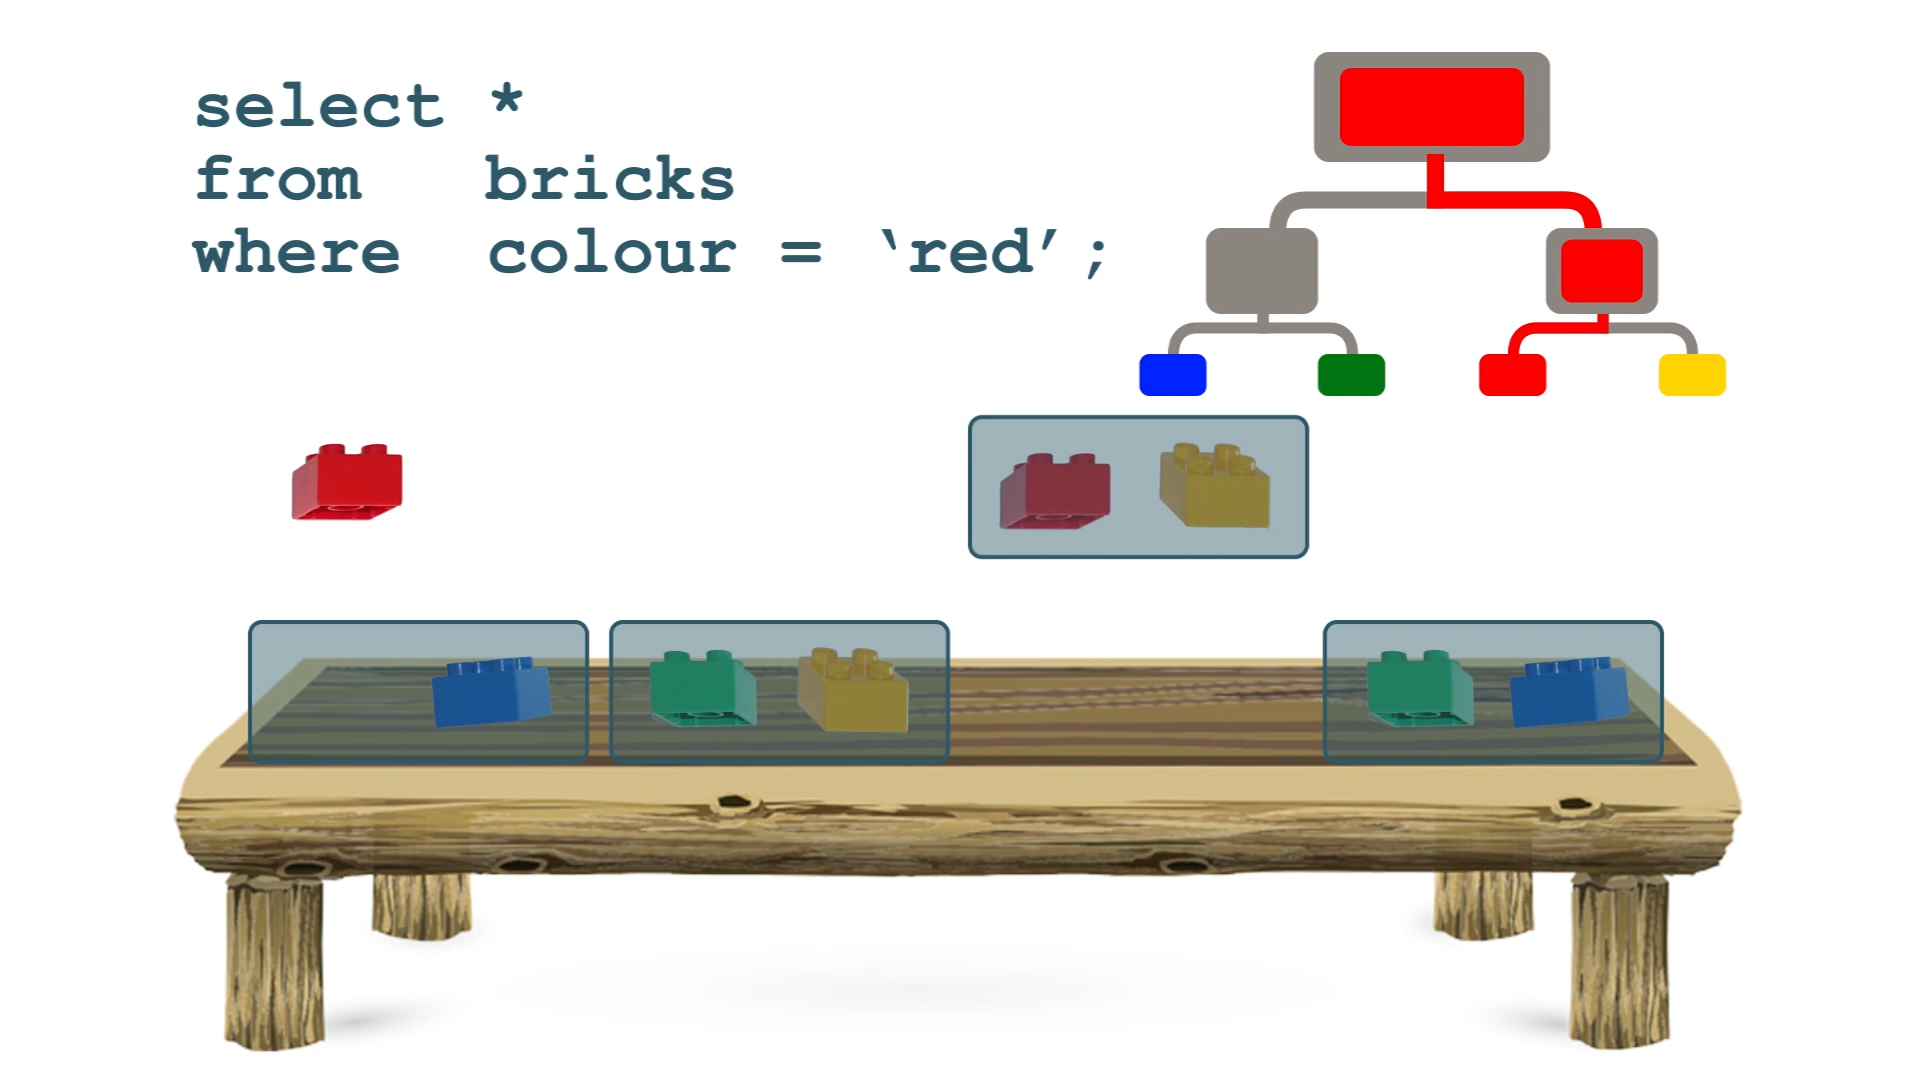 select *
from bricks
where colour = ‘red’;